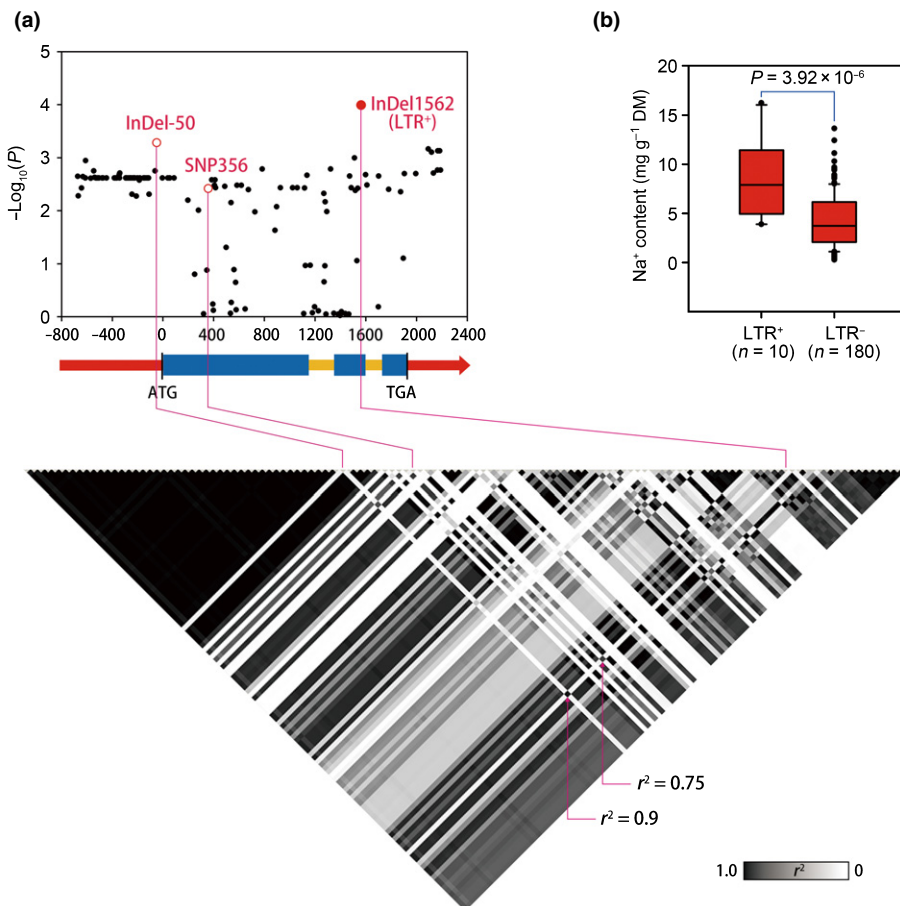 (a)
5
4
3
2
1
0
−Log₁₀(P)
InDel-50
SNP356
InDel1562
(LTR⁺)
−800
−400
0
400
800
1200
1600
2000
2400
ATG
TGA
(b)
20
15
10
5
0
Na⁺ content (mg g⁻¹ DM)
P = 3.92 × 10⁻⁶
LTR⁺
(n = 10)
LTR⁻
(n = 180)
r² = 0.75
r² = 0.9
1.0 r² 0